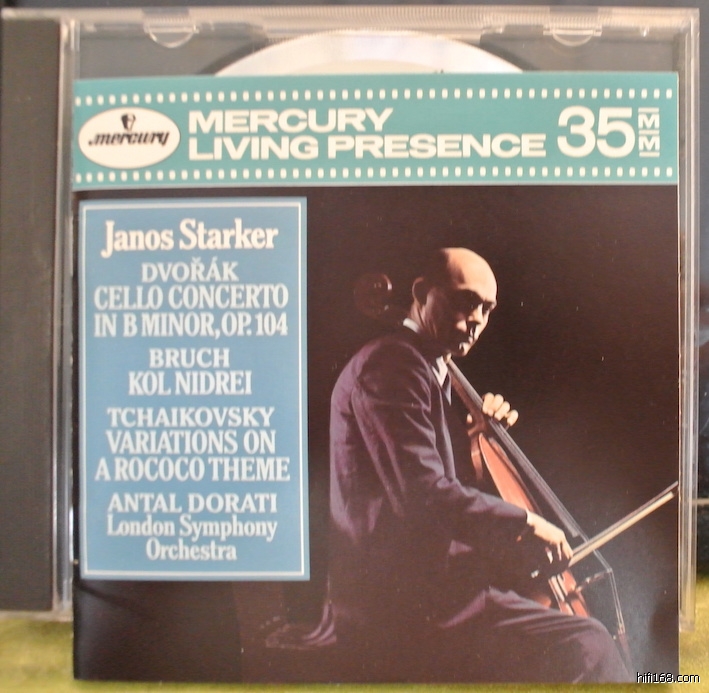 mercury
MERCURY
LIVING PRESENCE
35
MM
Janos Starker
DVOŘÁK
CELLO CONCERTO
IN B MINOR, OP. 104
BRUCH
KOL NIDREI
TCHAIKOVSKY
VARIATIONS ON
A ROCOCO THEME
ANTAL DORATI
London Symphony
Orchestra
hifi168.com